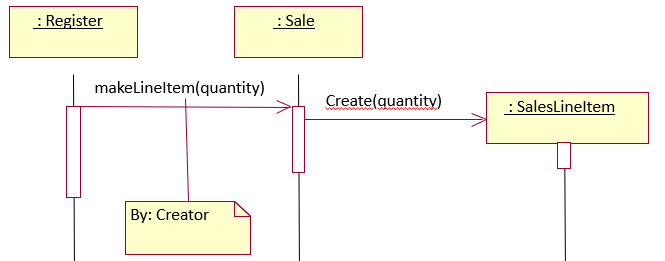 : Register
: Sale
makeLineItem(quantity)
Create(quantity)
: SalesLineItem
By: Creator